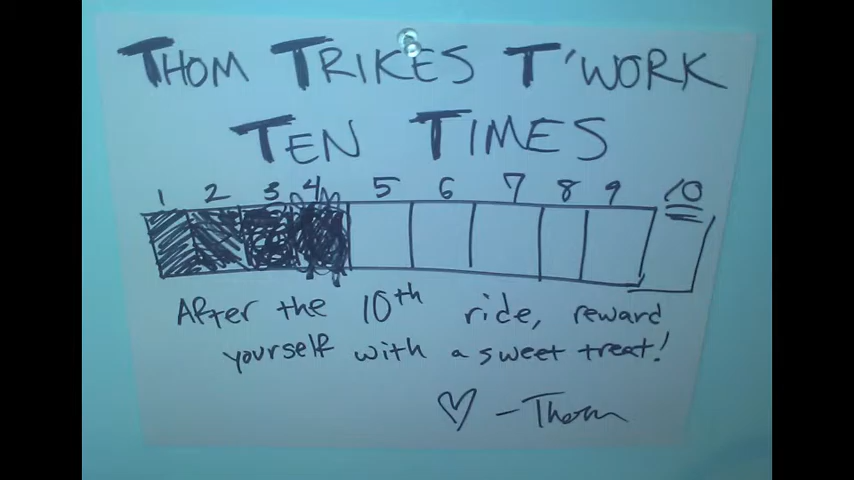 THOM TRIKES T'WORK
TEN TIMES
1 2 3 4 5 6 7 8 9 10
After the 10th ride, reward
yourself with a sweet treat!
♡ -Thom